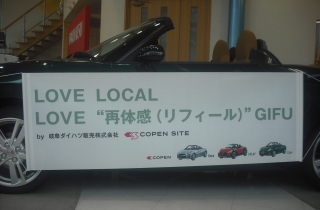 LOVE LOCAL
LOVE “再体感（リフィール）” GIFU
by 岐阜ダイハツ販売株式会社 COPEN SITE
COPEN